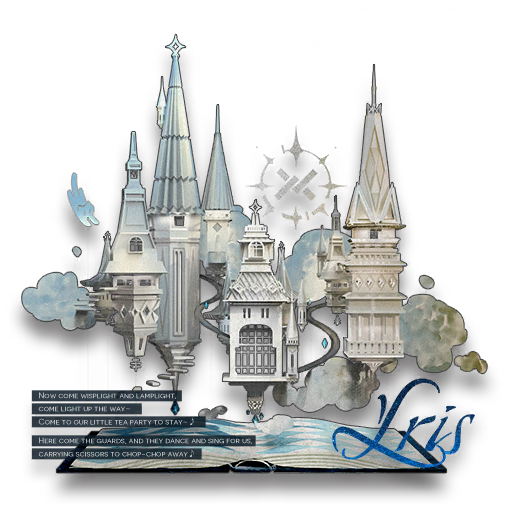 Now come wisplight and lamplight,
come light up the way–
Come to our little tea party to stay~♪
Here come the guards, and they dance and sing for us,
carrying scissors to chop-chop away♪
Lris